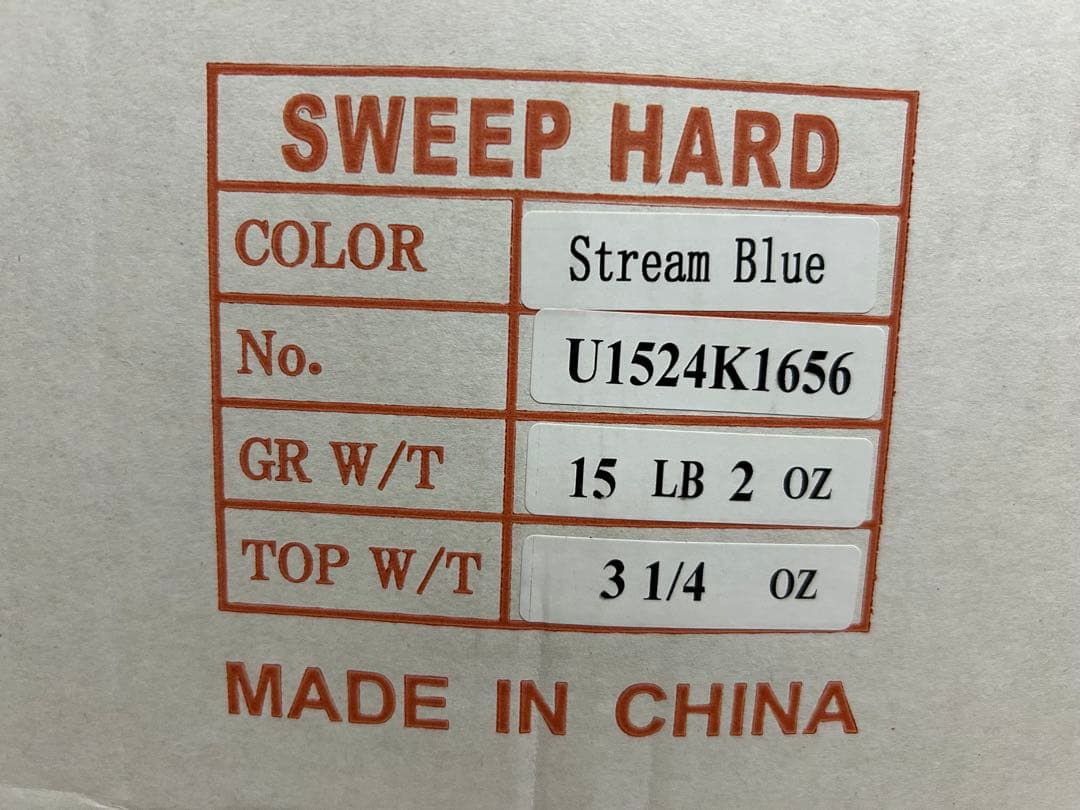 SWEEP HARD
COLOR Stream Blue
No. U1524K1656
GR W/T 15 LB 2 OZ
TOP W/T 3 1/4 OZ
MADE IN CHINA